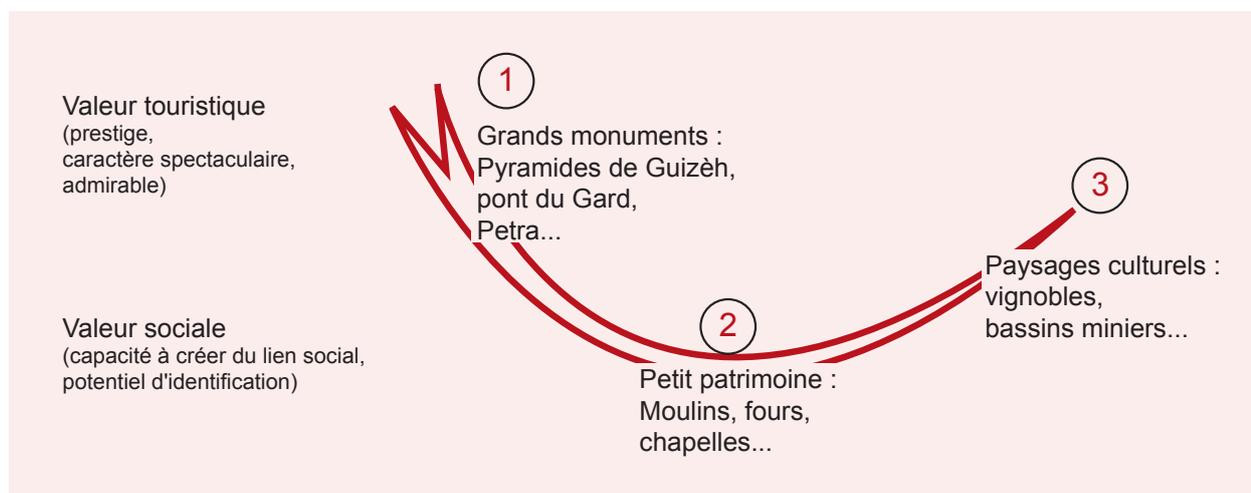 Valeur touristique
(prestige,
caractère spectaculaire,
admirable)
1
Grands monuments :
Pyramides de Guizèh,
pont du Gard,
Petra...
3
Paysages culturels :
vignobles,
bassins miniers...
Valeur sociale
(capacité à créer du lien social,
potentiel d'identification)
2
Petit patrimoine :
Moulins, fours,
chapelles...